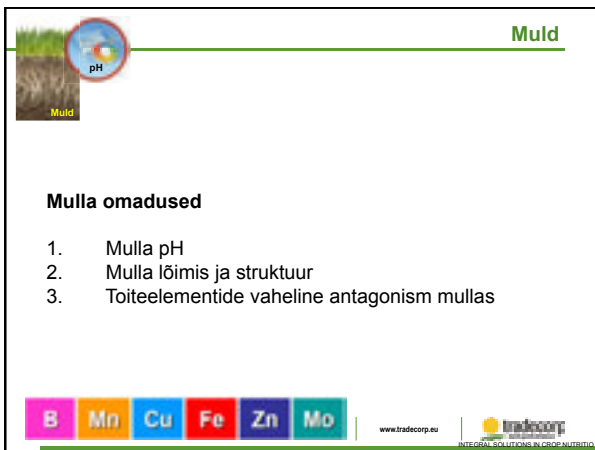 Muld
pH
Muld
Mulla omadused
1. Mulla pH
2. Mulla lõimis ja struktuur
3. Toiteelementide vaheline antagonism mullas
B Mn Cu Fe Zn Mo
www.tradecorp.eu
tradecorp
INTEGRAL SOLUTIONS IN CROP NUTRITIO